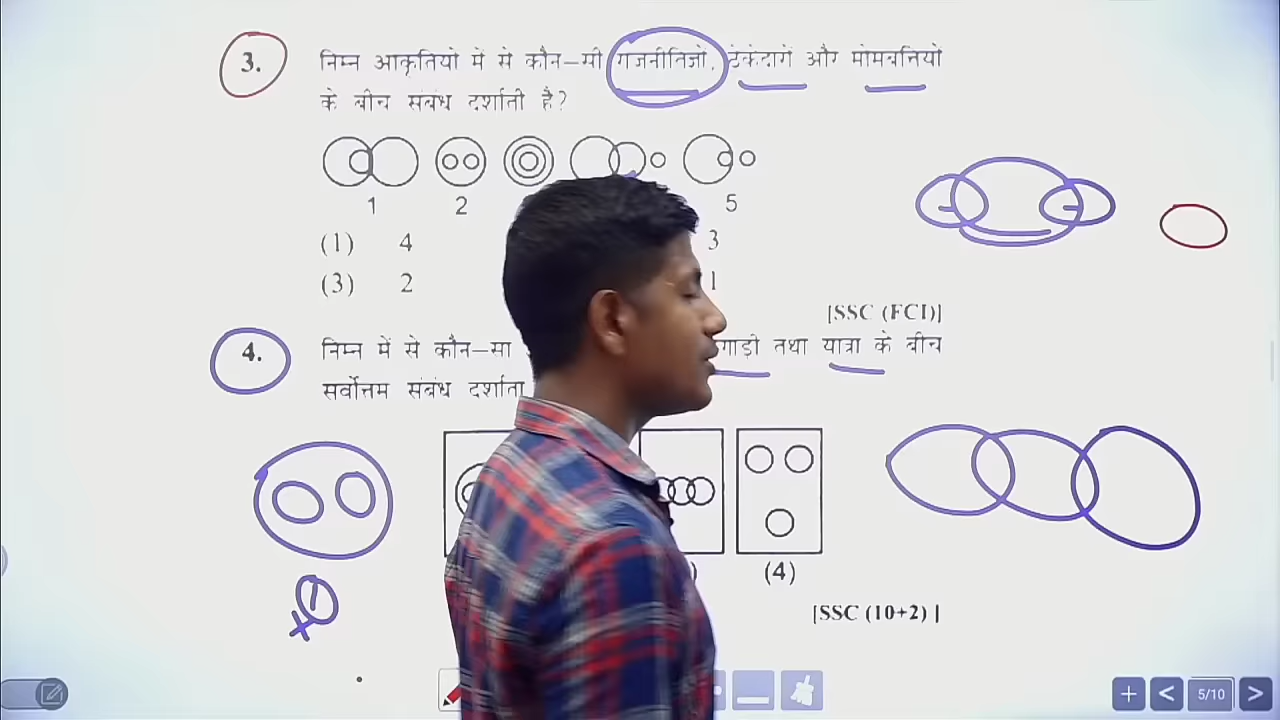 3. निम्न आकृतियों में से कौन-सी राजनीतिज्ञों, ठेकेदारों और मोमबत्तियों
के बीच संबंध दर्शाती है?
1 2 5
(1) 4 3
(3) 2 1
[SSC (FCI)]
4. निम्न में से कौन-सा गाड़ी तथा यात्रा के बीच
सर्वोत्तम संबंध दर्शाता
(4)
[SSC (10+2) ]
5/10